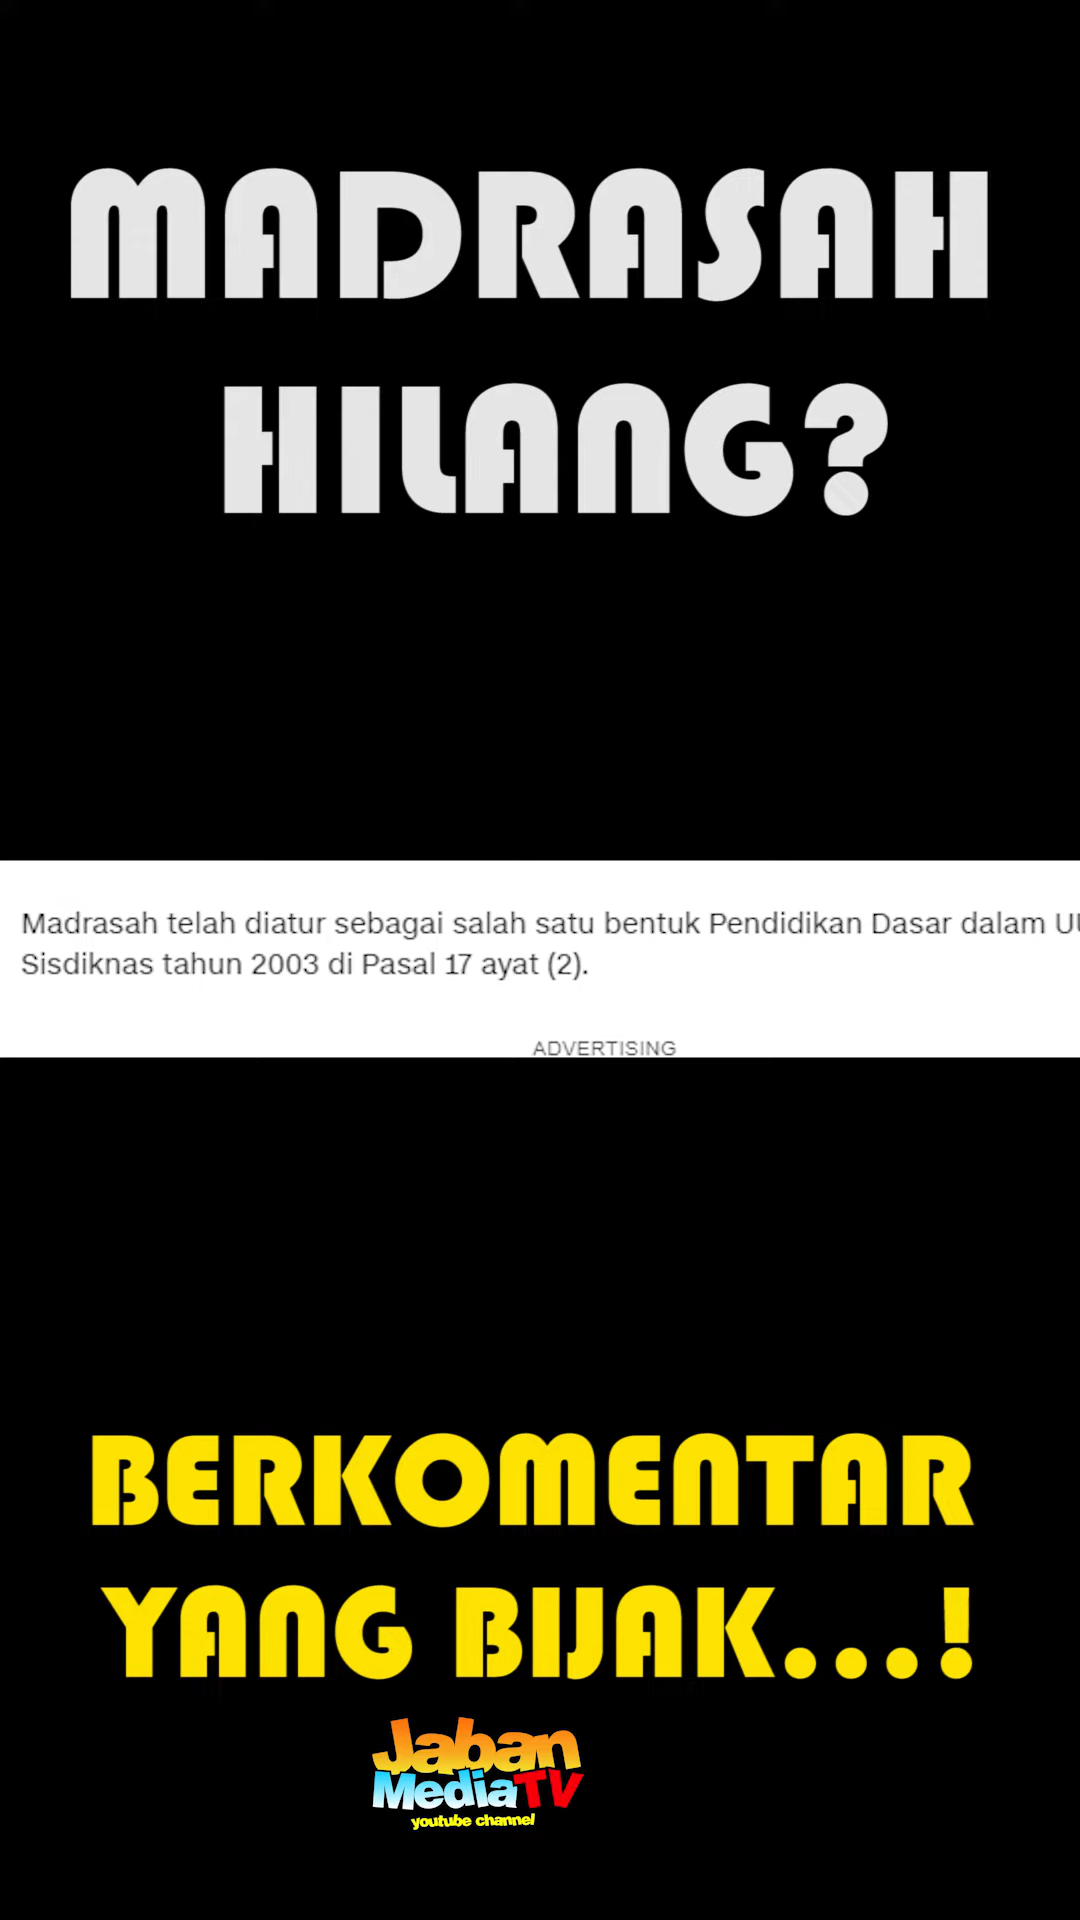 MADRASAH
HILANG?
Madrasah telah diatur sebagai salah satu bentuk Pendidikan Dasar dalam
Sisdiknas tahun 2003 di Pasal 17 ayat (2).
ADVERTISING
BERKOMENTAR
YANG BIJAK...!
Jaban
MediaTV
youtube channel